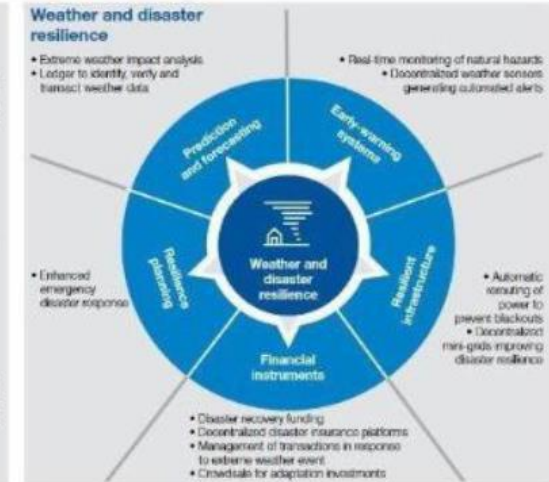 Weather and disaster
resilience
• Extreme weather impact analysis
• Ledger to identify, verify and
transact weather data
• Real-time monitoring of natural hazards
• Decentralized weather sensors
generating automated alerts
Prediction
and forecasting
Early-warning
systems
Weather and
disaster
resilience
Resilience
planning
Resilient
infrastructure
Financial
instruments
• Enhanced
emergency
disaster response
• Automatic
rerouting of
power to
prevent blackouts
• Decentralized
mini-grids improving
disaster resilience
• Disaster recovery funding
• Decentralized disaster insurance platforms
• Management of transactions in response
to extreme weather event
• Crowdsale for adaptation investments